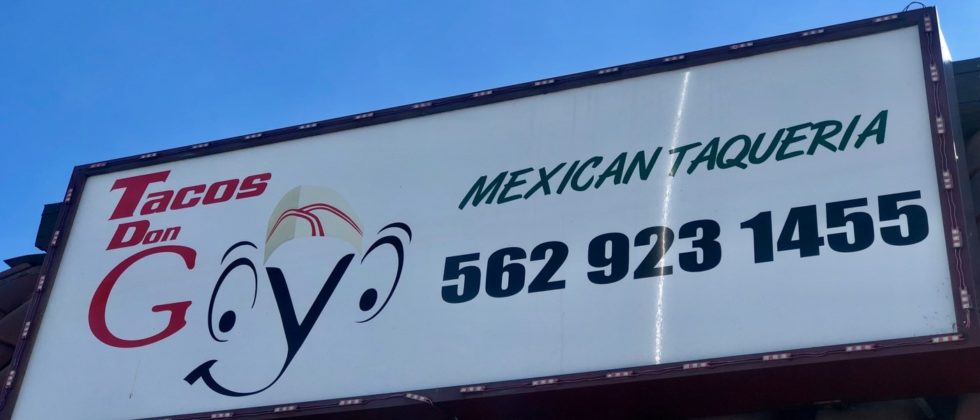 Tacos
Don
Goyo
MEXICAN TAQUERIA
562 923 1455